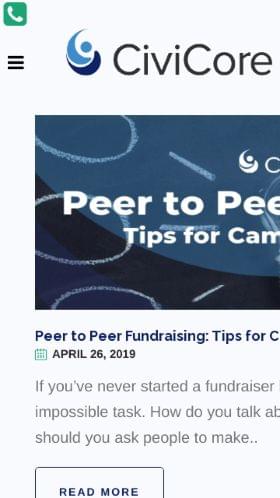 CiviCore
C
Peer to Pee
Tips for Cam
Peer to Peer Fundraising: Tips for C
APRIL 26, 2019
If you’ve never started a fundraiser
impossible task. How do you talk ab
should you ask people to make..
READ MORE